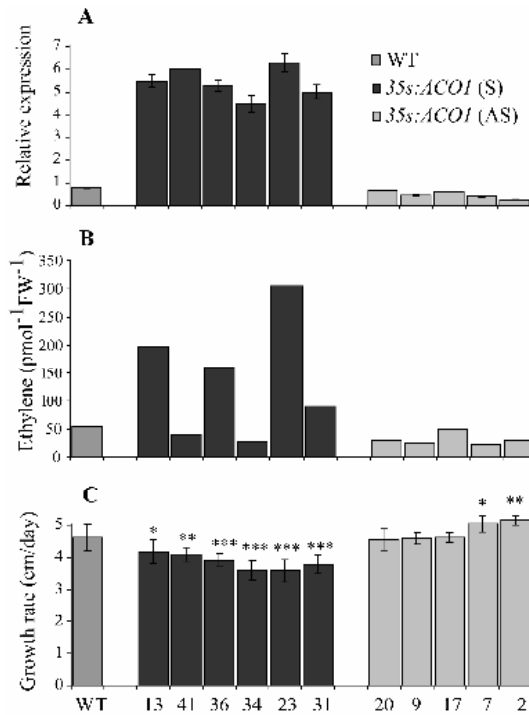 A
Relative expression
7
6
5
4
3
2
1
0
WT
35s:ACO1 (S)
35s:ACO1 (AS)
B
Ethylene (pmol⁻¹FW⁻¹)
350
300
250
200
150
100
50
0
C
Growth rate (cm/day)
5
4
3
2
1
0
* ** *** *** *** *** * **
WT 13 41 36 34 23 31 20 9 17 7 2